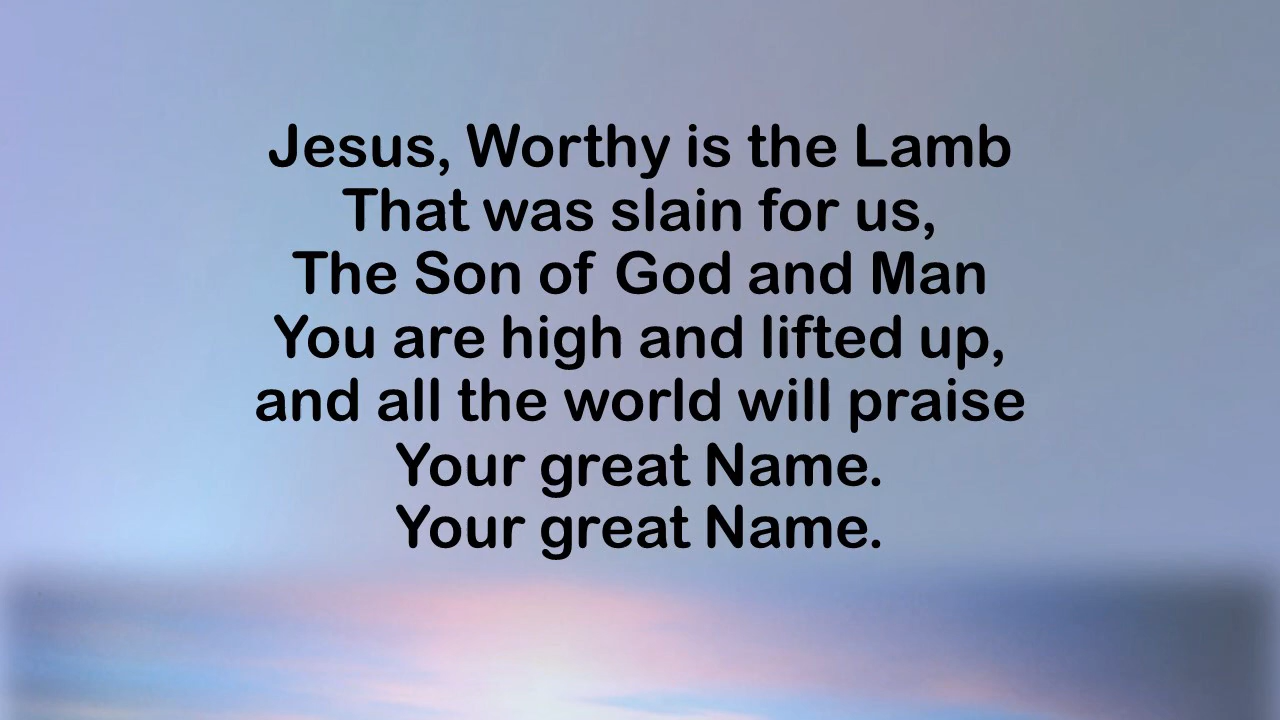 Jesus, Worthy is the Lamb
That was slain for us,
The Son of God and Man
You are high and lifted up,
and all the world will praise
Your great Name.
Your great Name.